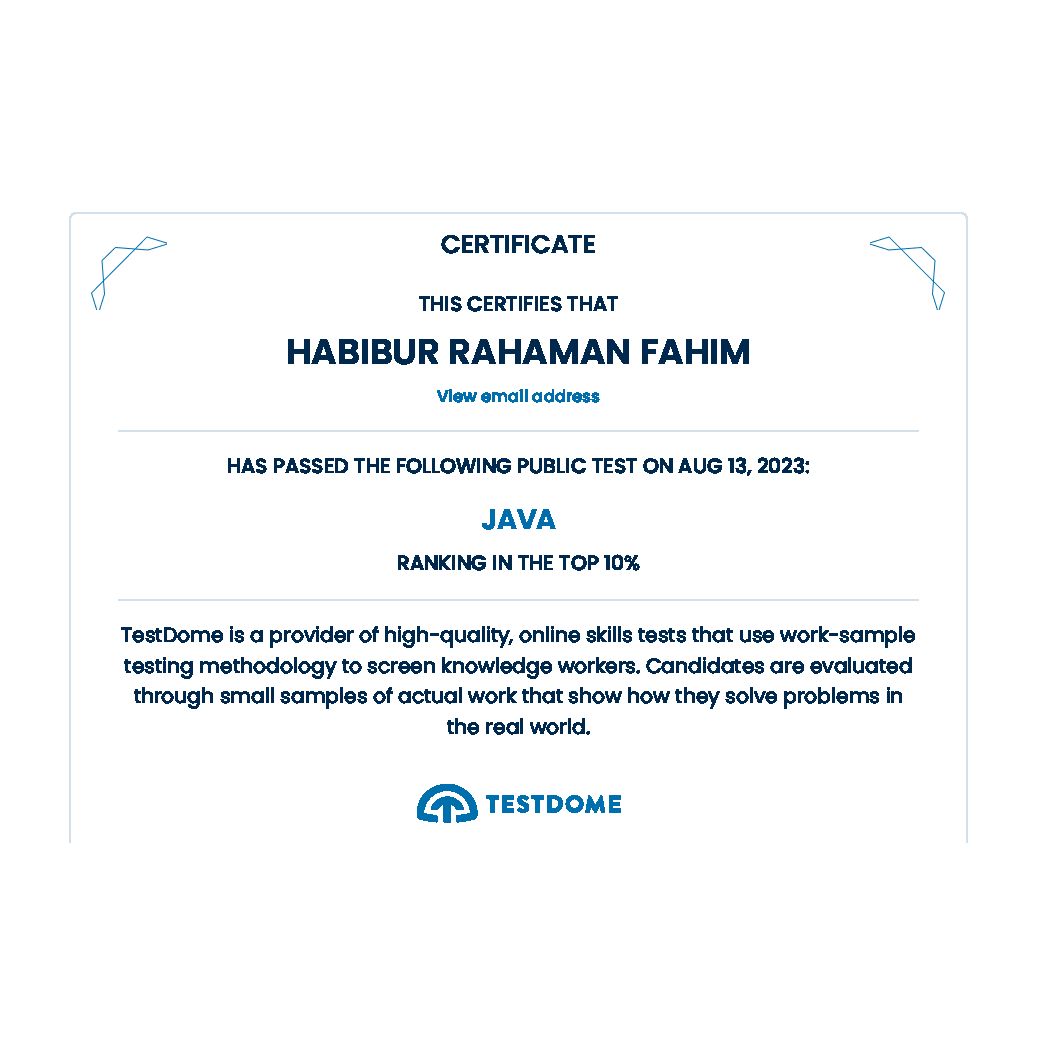 CERTIFICATE
THIS CERTIFIES THAT
HABIBUR RAHAMAN FAHIM
View email address
HAS PASSED THE FOLLOWING PUBLIC TEST ON AUG 13, 2023:
JAVA
RANKING IN THE TOP 10%
TestDome is a provider of high-quality, online skills tests that use work-sample
testing methodology to screen knowledge workers. Candidates are evaluated
through small samples of actual work that show how they solve problems in
the real world.
TESTDOME